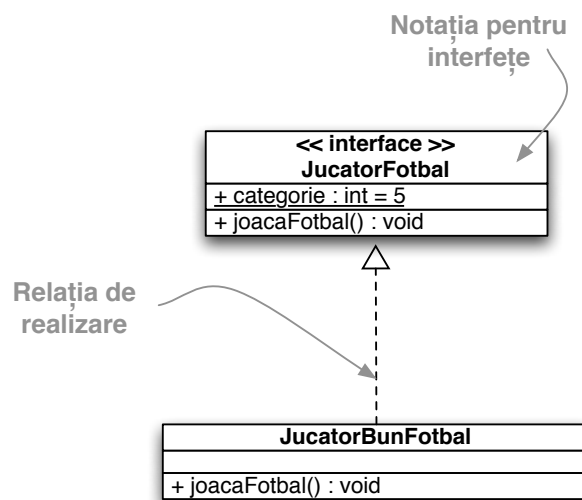 Notația pentru
interfețe
<< interface >>
JucatorFotbal
+ categorie : int = 5
+ joacaFotbal() : void
Relația de
realizare
JucatorBunFotbal
+ joacaFotbal() : void